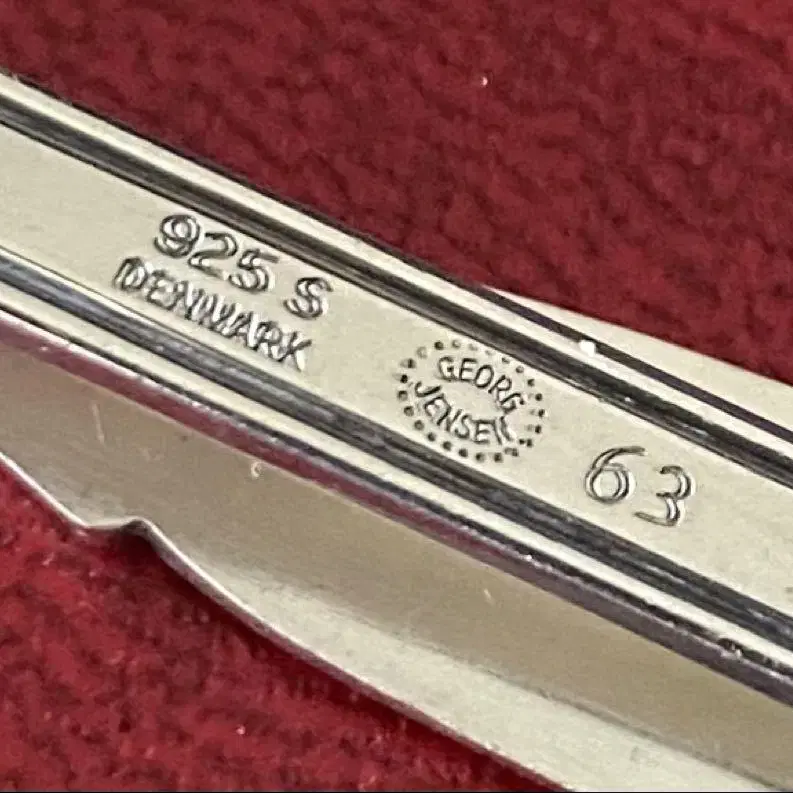 925 S
DENMARK
GEORG
JENSEN
63